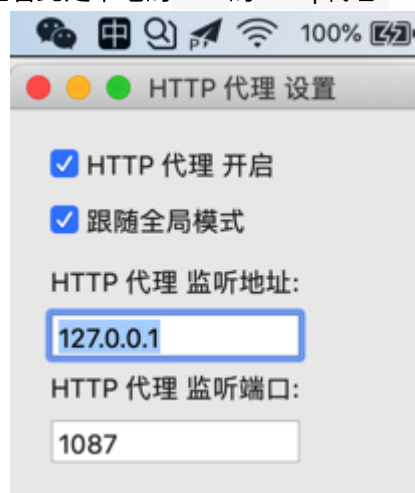 中 100%
HTTP 代理 设置
HTTP 代理 开启
跟随全局模式
HTTP 代理 监听地址:
127.0.0.1
HTTP 代理 监听端口:
1087